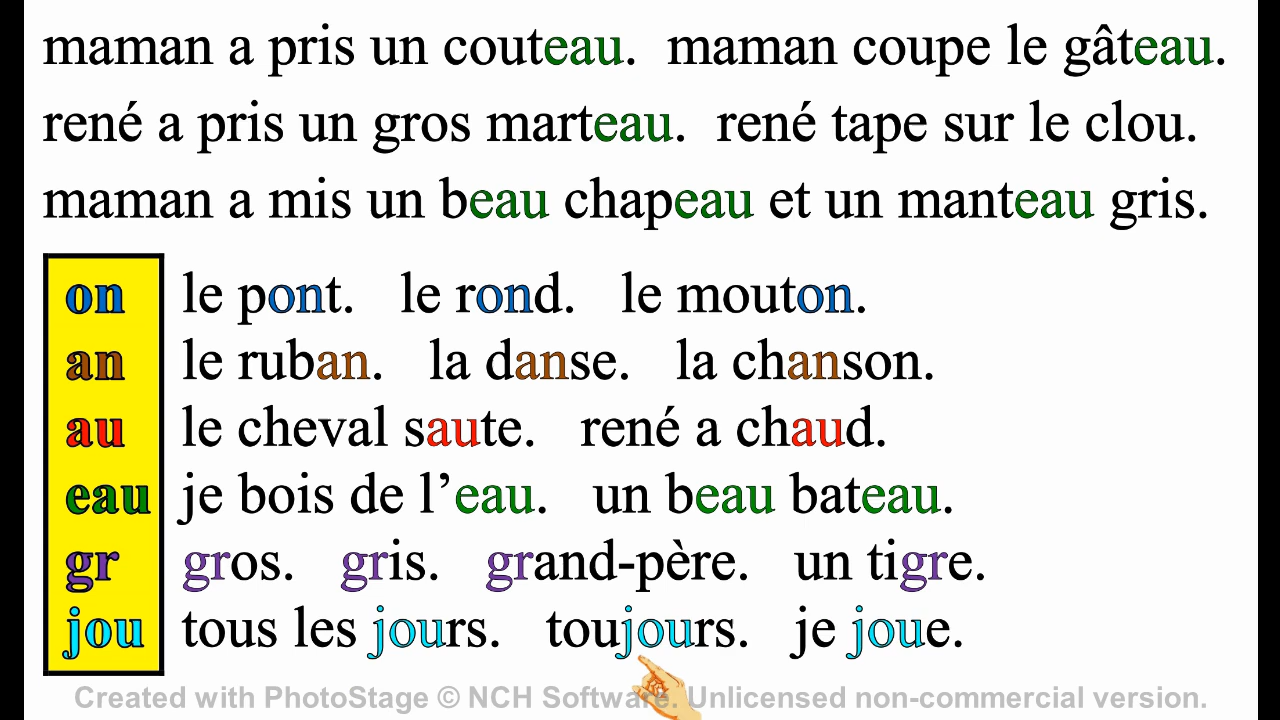 maman a pris un couteau. maman coupe le gâteau.
rené a pris un gros marteau. rené tape sur le clou.
maman a mis un beau chapeau et un manteau gris.
on le pont. le rond. le mouton.
an le ruban. la danse. la chanson.
au le cheval saute. rené a chaud.
eau je bois de l’eau. un beau bateau.
gr gros. gris. grand-père. un tigre.
jou tous les jours. toujours. je joue.
Created with PhotoStage © NCH Software. Unlicensed non-commercial version.